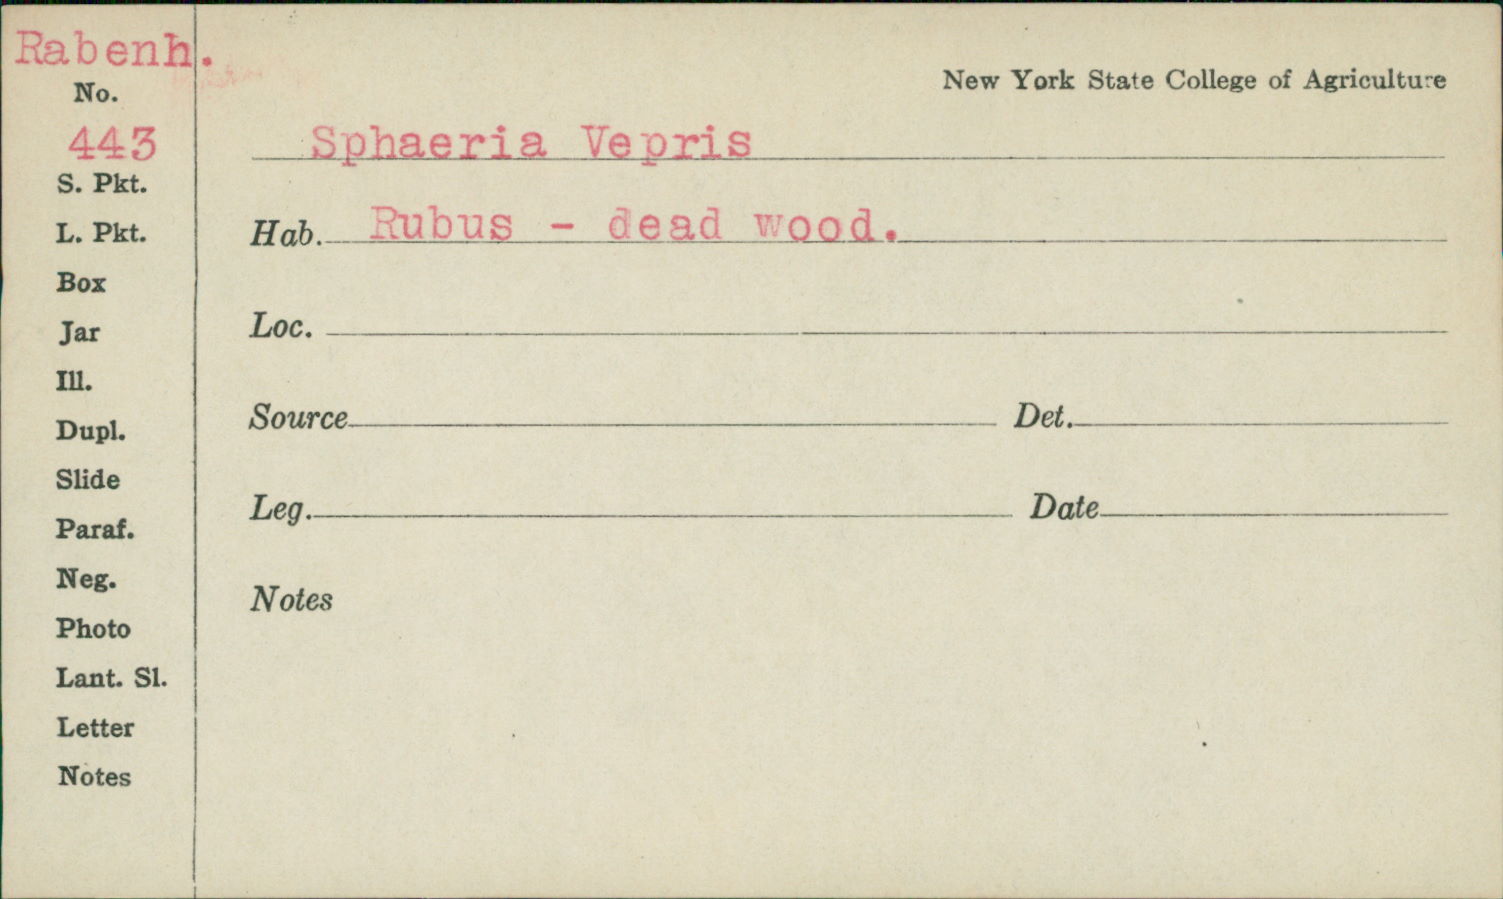 Rabenh.
No.
443
S. Pkt.
L. Pkt.
Box
Jar
Ill.
Dupl.
Slide
Paraf.
Neg.
Photo
Lant. Sl.
Letter
Notes
New York State College of Agriculture
Sphaeria Vepris
Hab. Rubus - dead wood.
Loc.
Source Det.
Leg. Date
Notes